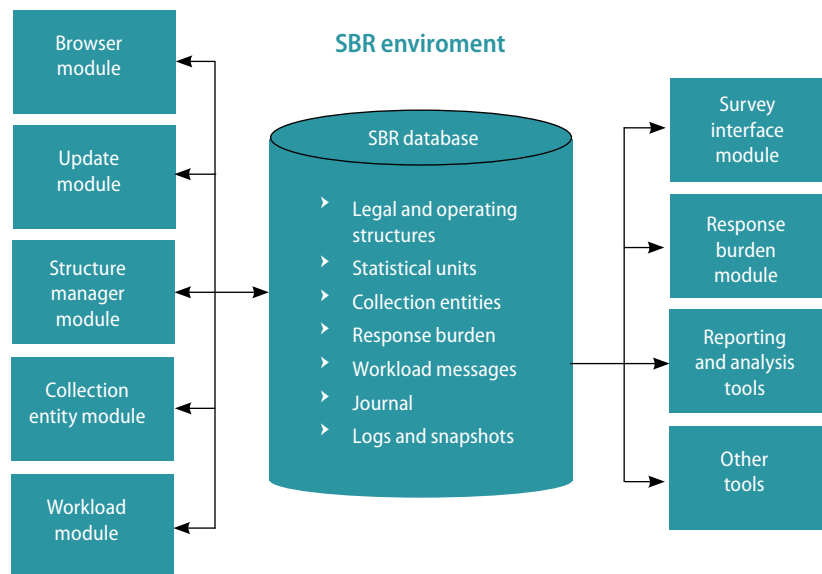 SBR enviroment
Browser
module
Update
module
Structure
manager
module
Collection
entity module
Workload
module
SBR database
Legal and operating
structures
Statistical units
Collection entities
Response burden
Workload messages
Journal
Logs and snapshots
Survey
interface
module
Response
burden
module
Reporting
and analysis
tools
Other
tools